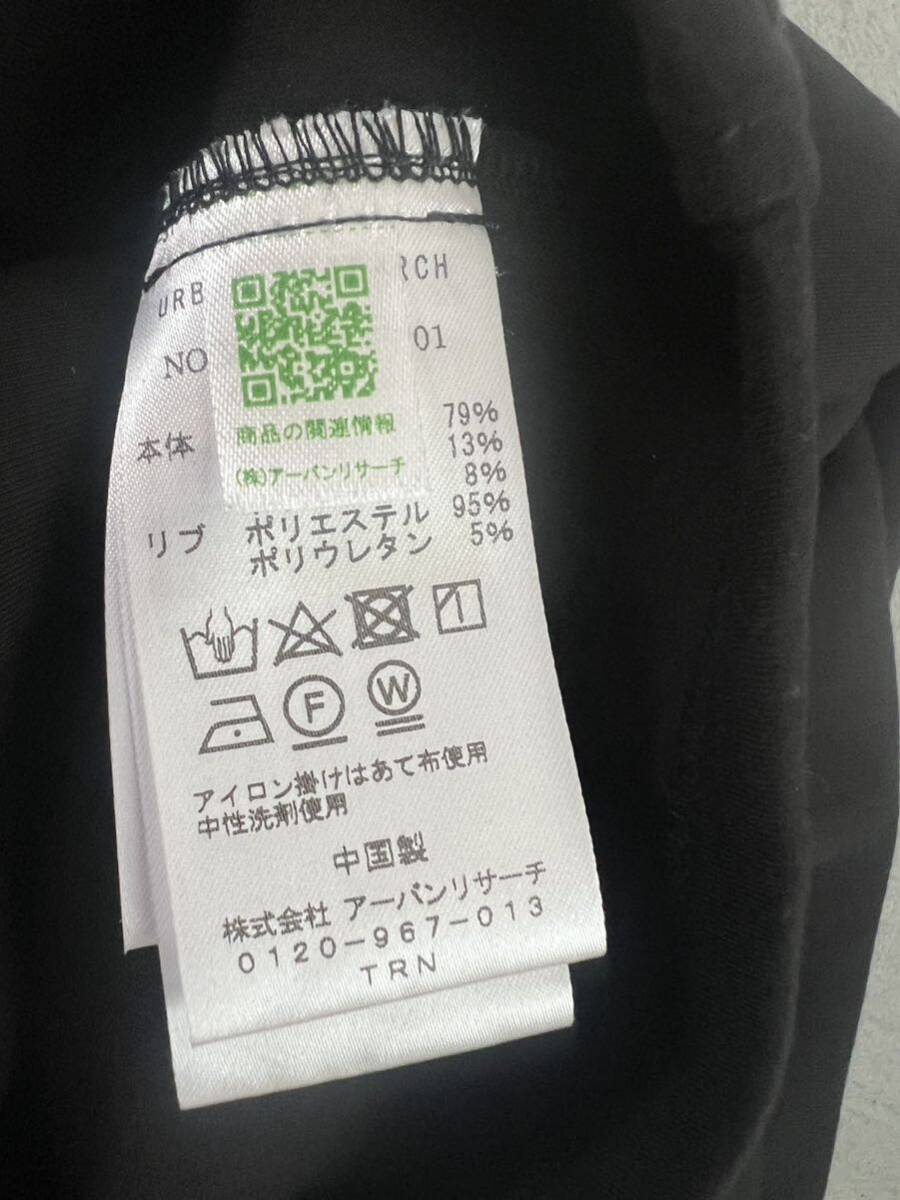 URB RCH
NO 01
商品の関連情報
(株)アーバンリサーチ
本体 79%
13%
8%
リブ ポリエステル 95%
ポリウレタン 5%
1
F W
アイロン掛けはあて布使用
中性洗剤使用
中国製
株式会社 アーバンリサーチ
0120-967-013
TRN